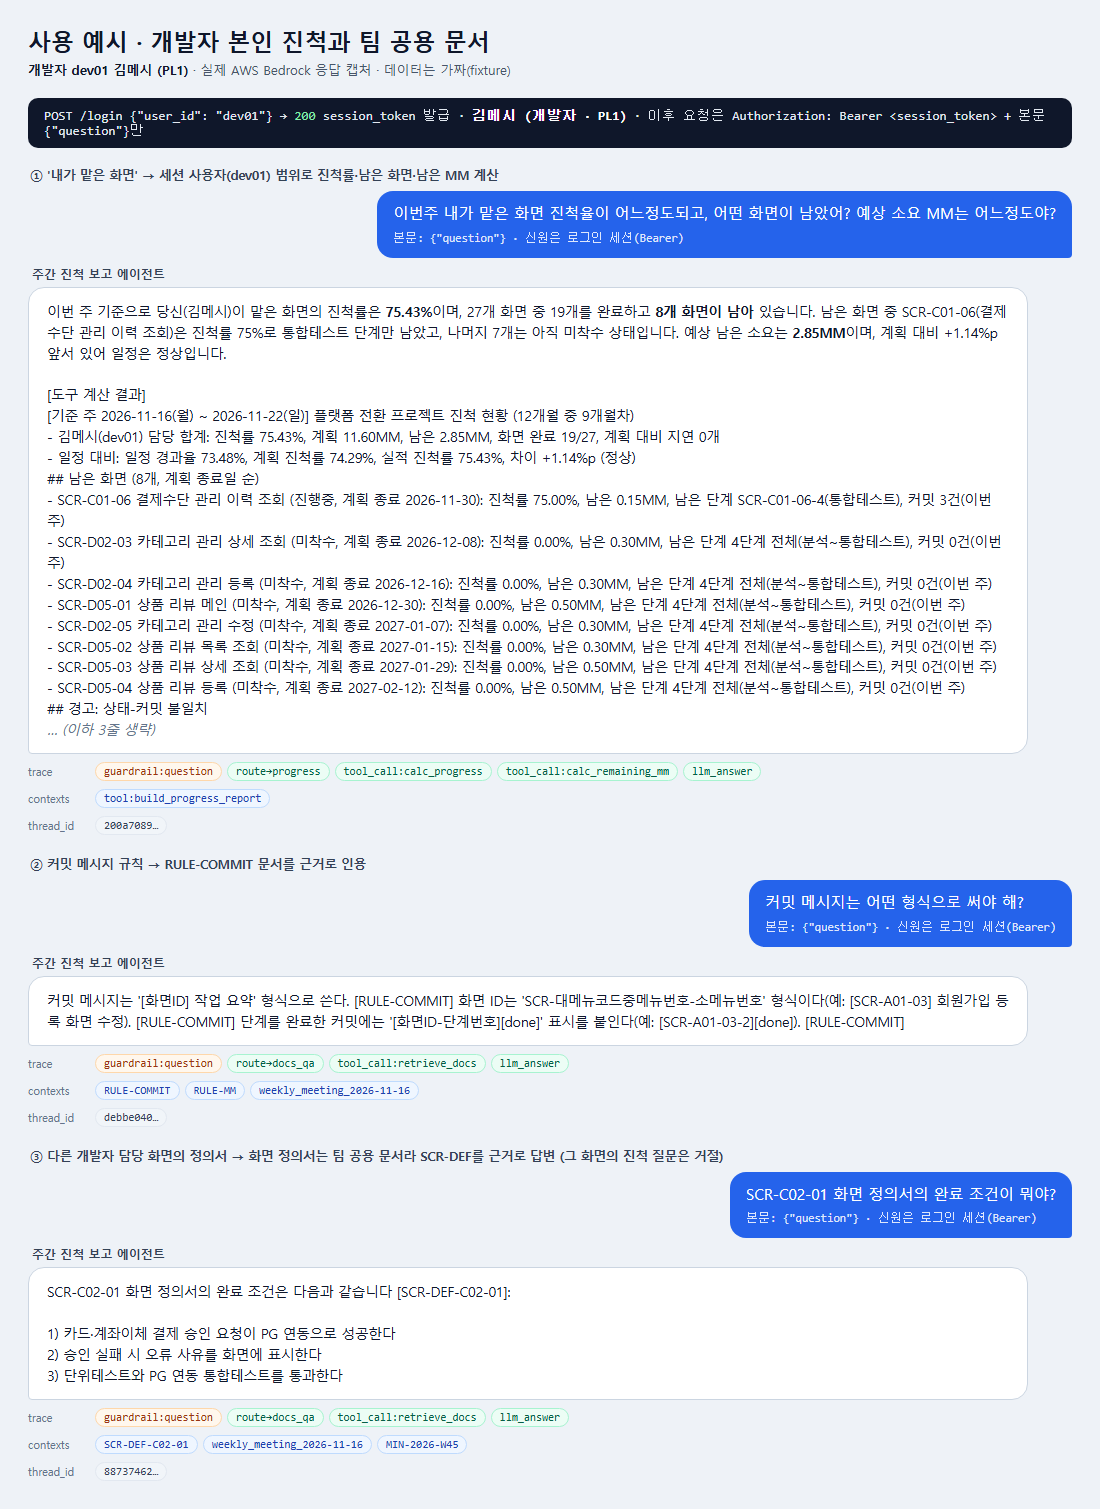 사용 예시 · 개발자 본인 진척과 팀 공용 문서
개발자 dev01 김메시 (PL1) · 실제 AWS Bedrock 응답 캡처 · 데이터는 가짜(fixture)
POST /login {"user_id": "dev01"} → 200 session_token 발급 · 김메시 (개발자 · PL1) · 이후 요청은 Authorization: Bearer <session_token> + 본문
{"question"}만
① '내가 맡은 화면' → 세션 사용자(dev01) 범위로 진척률·남은 화면·남은 MM 계산
이번주 내가 맡은 화면 진척율이 어느정도되고, 어떤 화면이 남았어? 예상 소요 MM는 어느정도야?
본문: {"question"} · 신원은 로그인 세션(Bearer)
주간 진척 보고 에이전트
이번 주 기준으로 당신(김메시)이 맡은 화면의 진척률은 75.43%이며, 27개 화면 중 19개를 완료하고 8개 화면이 남아 있습니다. 남은 화면 중 SCR-C01-06(결제
수단 관리 이력 조회)은 진척률 75%로 통합테스트 단계만 남았고, 나머지 7개는 아직 미착수 상태입니다. 예상 남은 소요는 2.85MM이며, 계획 대비 +1.14%p
앞서 있어 일정은 정상입니다.
[도구 계산 결과]
[기준 주 2026-11-16(월) ~ 2026-11-22(일)] 플랫폼 전환 프로젝트 진척 현황 (12개월 중 9개월차)
- 김메시(dev01) 담당 합계: 진척률 75.43%, 계획 11.60MM, 남은 2.85MM, 화면 완료 19/27, 계획 대비 지연 0개
- 일정 대비: 일정 경과율 73.48%, 계획 진척률 74.29%, 실적 진척률 75.43%, 차이 +1.14%p (정상)
## 남은 화면 (8개, 계획 종료일 순)
- SCR-C01-06 결제수단 관리 이력 조회 (진행중, 계획 종료 2026-11-30): 진척률 75.00%, 남은 0.15MM, 남은 단계 SCR-C01-06-4(통합테스트), 커밋 3건(이번
주)
- SCR-D02-03 카테고리 관리 상세 조회 (미착수, 계획 종료 2026-12-08): 진척률 0.00%, 남은 0.30MM, 남은 단계 4단계 전체(분석~통합테스트), 커밋 0건(이번
주)
- SCR-D02-04 카테고리 관리 등록 (미착수, 계획 종료 2026-12-16): 진척률 0.00%, 남은 0.30MM, 남은 단계 4단계 전체(분석~통합테스트), 커밋 0건(이번 주)
- SCR-D05-01 상품 리뷰 메인 (미착수, 계획 종료 2026-12-30): 진척률 0.00%, 남은 0.50MM, 남은 단계 4단계 전체(분석~통합테스트), 커밋 0건(이번 주)
- SCR-D02-05 카테고리 관리 수정 (미착수, 계획 종료 2027-01-07): 진척률 0.00%, 남은 0.30MM, 남은 단계 4단계 전체(분석~통합테스트), 커밋 0건(이번 주)
- SCR-D05-02 상품 리뷰 목록 조회 (미착수, 계획 종료 2027-01-15): 진척률 0.00%, 남은 0.30MM, 남은 단계 4단계 전체(분석~통합테스트), 커밋 0건(이번 주)
- SCR-D05-03 상품 리뷰 상세 조회 (미착수, 계획 종료 2027-01-29): 진척률 0.00%, 남은 0.50MM, 남은 단계 4단계 전체(분석~통합테스트), 커밋 0건(이번 주)
- SCR-D05-04 상품 리뷰 등록 (미착수, 계획 종료 2027-02-12): 진척률 0.00%, 남은 0.50MM, 남은 단계 4단계 전체(분석~통합테스트), 커밋 0건(이번 주)
## 경고: 상태-커밋 불일치
… (이하 3줄 생략)
trace guardrail:question route→progress tool_call:calc_progress tool_call:calc_remaining_mm llm_answer
contexts tool:build_progress_report
thread_id 200a7089…
② 커밋 메시지 규칙 → RULE-COMMIT 문서를 근거로 인용
커밋 메시지는 어떤 형식으로 써야 해?
본문: {"question"} · 신원은 로그인 세션(Bearer)
주간 진척 보고 에이전트
커밋 메시지는 '[화면ID] 작업 요약' 형식으로 쓴다. [RULE-COMMIT] 화면 ID는 'SCR-대메뉴코드중메뉴번호-소메뉴번호' 형식이다(예: [SCR-A01-03] 회원가입 등
록 화면 수정). [RULE-COMMIT] 단계를 완료한 커밋에는 '[화면ID-단계번호][done]' 표시를 붙인다(예: [SCR-A01-03-2][done]). [RULE-COMMIT]
trace guardrail:question route→docs_qa tool_call:retrieve_docs llm_answer
contexts RULE-COMMIT RULE-MM weekly_meeting_2026-11-16
thread_id debbe040…
③ 다른 개발자 담당 화면의 정의서 → 화면 정의서는 팀 공용 문서라 SCR-DEF를 근거로 답변 (그 화면의 진척 질문은 거절)
SCR-C02-01 화면 정의서의 완료 조건이 뭐야?
본문: {"question"} · 신원은 로그인 세션(Bearer)
주간 진척 보고 에이전트
SCR-C02-01 화면 정의서의 완료 조건은 다음과 같습니다 [SCR-DEF-C02-01]:
1) 카드·계좌이체 결제 승인 요청이 PG 연동으로 성공한다
2) 승인 실패 시 오류 사유를 화면에 표시한다
3) 단위테스트와 PG 연동 통합테스트를 통과한다
trace guardrail:question route→docs_qa tool_call:retrieve_docs llm_answer
contexts SCR-DEF-C02-01 weekly_meeting_2026-11-16 MIN-2026-W45
thread_id 88737462…